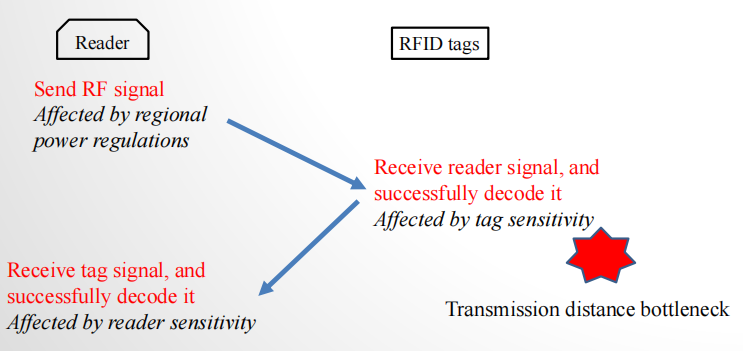 Reader
RFID tags
Send RF signal
Affected by regional
power regulations
Receive reader signal, and
successfully decode it
Affected by tag sensitivity
Receive tag signal, and
successfully decode it
Affected by reader sensitivity
Transmission distance bottleneck